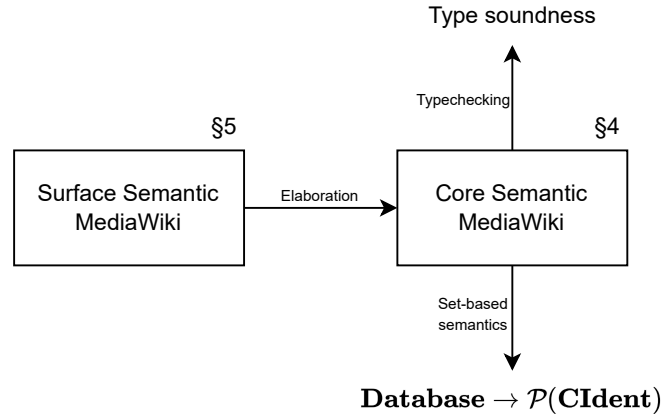 Type soundness
Typechecking
§5
§4
Surface Semantic
MediaWiki
Elaboration
Core Semantic
MediaWiki
Set-based
semantics
Database → 𝒫(CIdent)